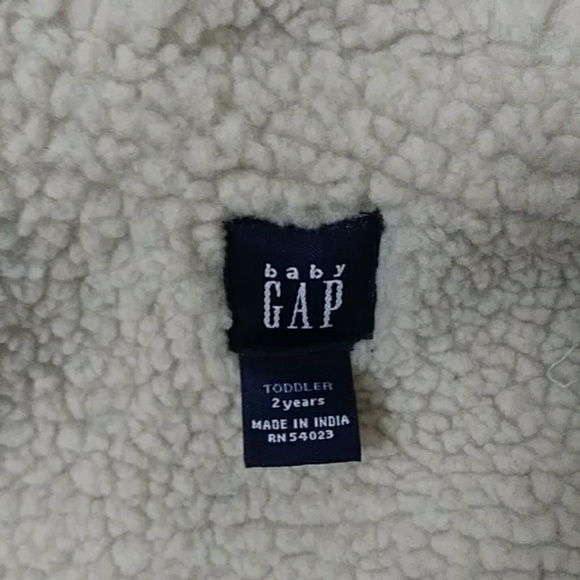 baby
GAP
TODDLER
2 years
MADE IN INDIA
RN 54023